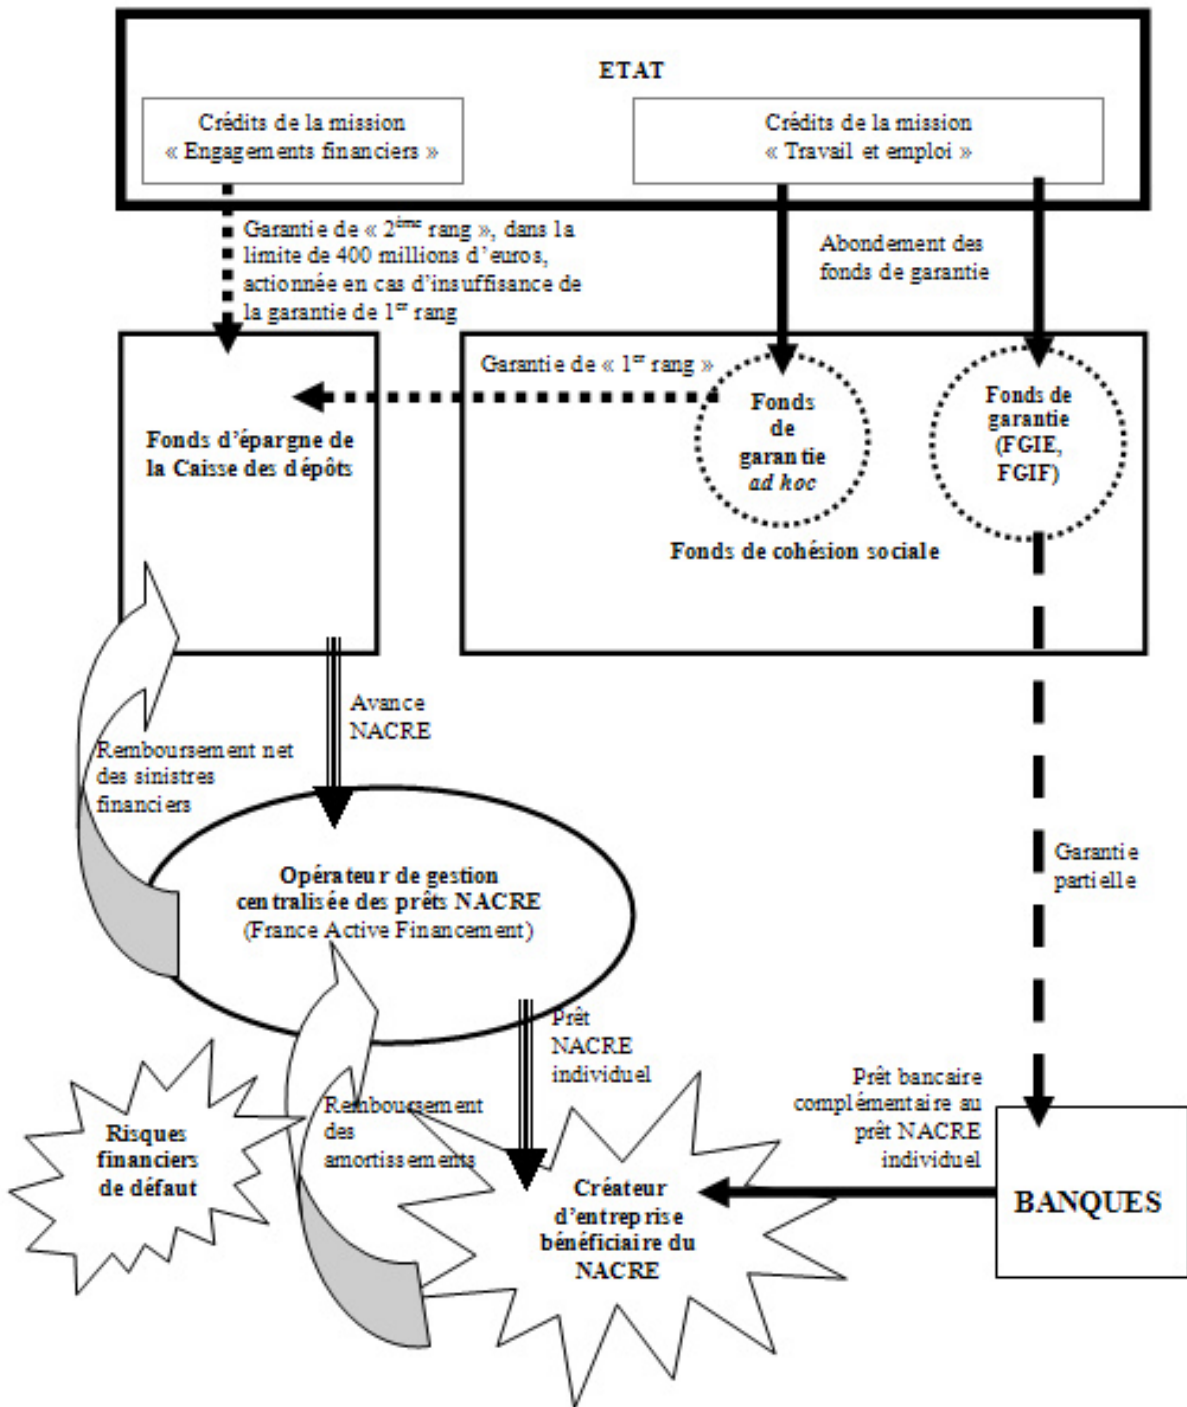 ETAT
Crédits de la mission
« Engagements financiers »
Crédits de la mission
« Travail et emploi »
Garantie de « 2ème rang », dans la
limite de 400 millions d'euros,
actionnée en cas d'insuffisance de
la garantie de 1er rang
Abondement des
fonds de garantie
Garantie de « 1er rang »
Fonds d'épargne de
la Caisse des dépôts
Fonds
de
garantie
ad hoc
Fonds de
garantie
(FGIE,
FGIF)
Fonds de cohésion sociale
Avance
NACRE
Remboursement net
des sinistres
financiers
Garantie
partielle
Opérateur de gestion
centralisée des prêts NACRE
(France Active Financement)
Prêt
NACRE
individuel
Prêt bancaire
complémentaire au
prêt NACRE
individuel
Remboursement
des
amortissements
Risques
financiers
de défaut
Créateur
d'entreprise
bénéficiaire du
NACRE
BANQUES